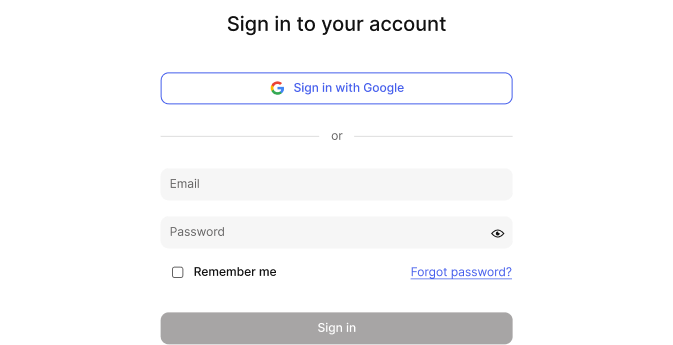 Sign in to your account
Sign in with Google
or
Email
Password
Remember me
Forgot password?
Sign in